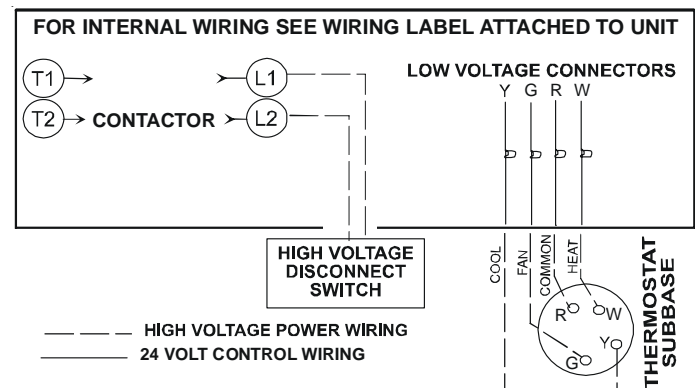 FOR INTERNAL WIRING SEE WIRING LABEL ATTACHED TO UNIT
T1 L1
T2 CONTACTOR L2
LOW VOLTAGE CONNECTORS
Y G R W
HIGH VOLTAGE
DISCONNECT
SWITCH
COOL
FAN
COMMON
HEAT
R W
Y
G
THERMOSTAT
SUBBASE
HIGH VOLTAGE POWER WIRING
24 VOLT CONTROL WIRING